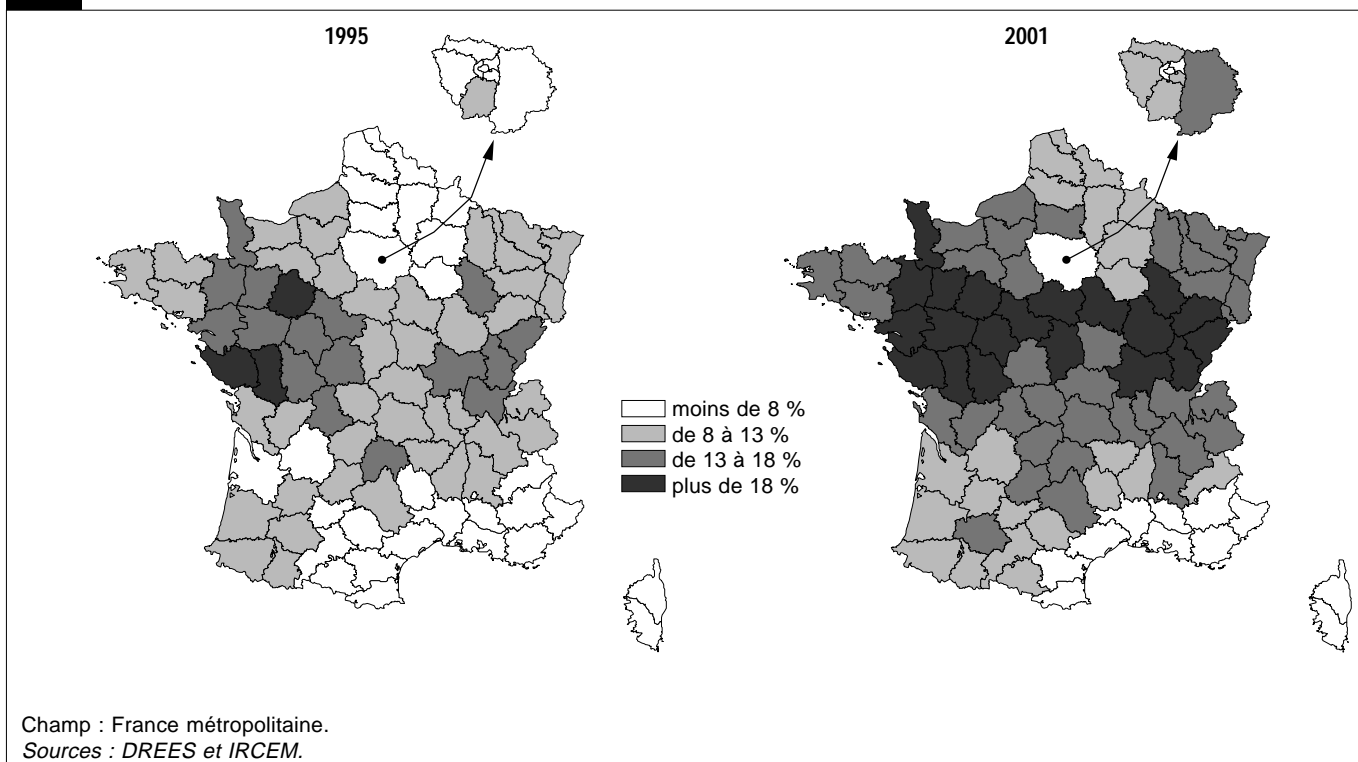 1995
2001
moins de 8 %
de 8 à 13 %
de 13 à 18 %
plus de 18 %
Champ : France métropolitaine.
Sources : DREES et IRCEM.